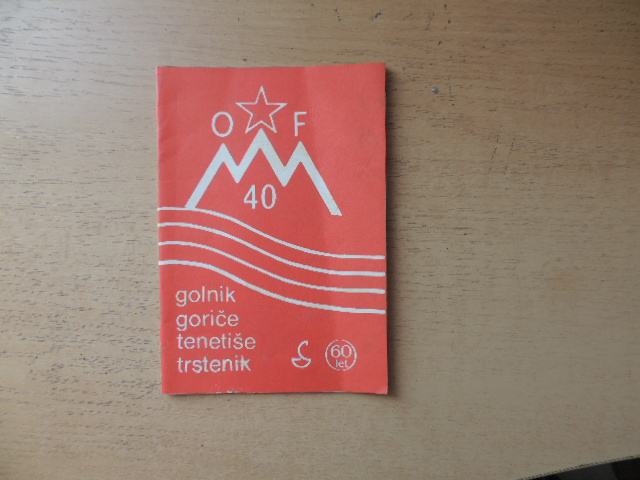 O F
40
golnik
goriče
tenetiše
trstenik
60
let